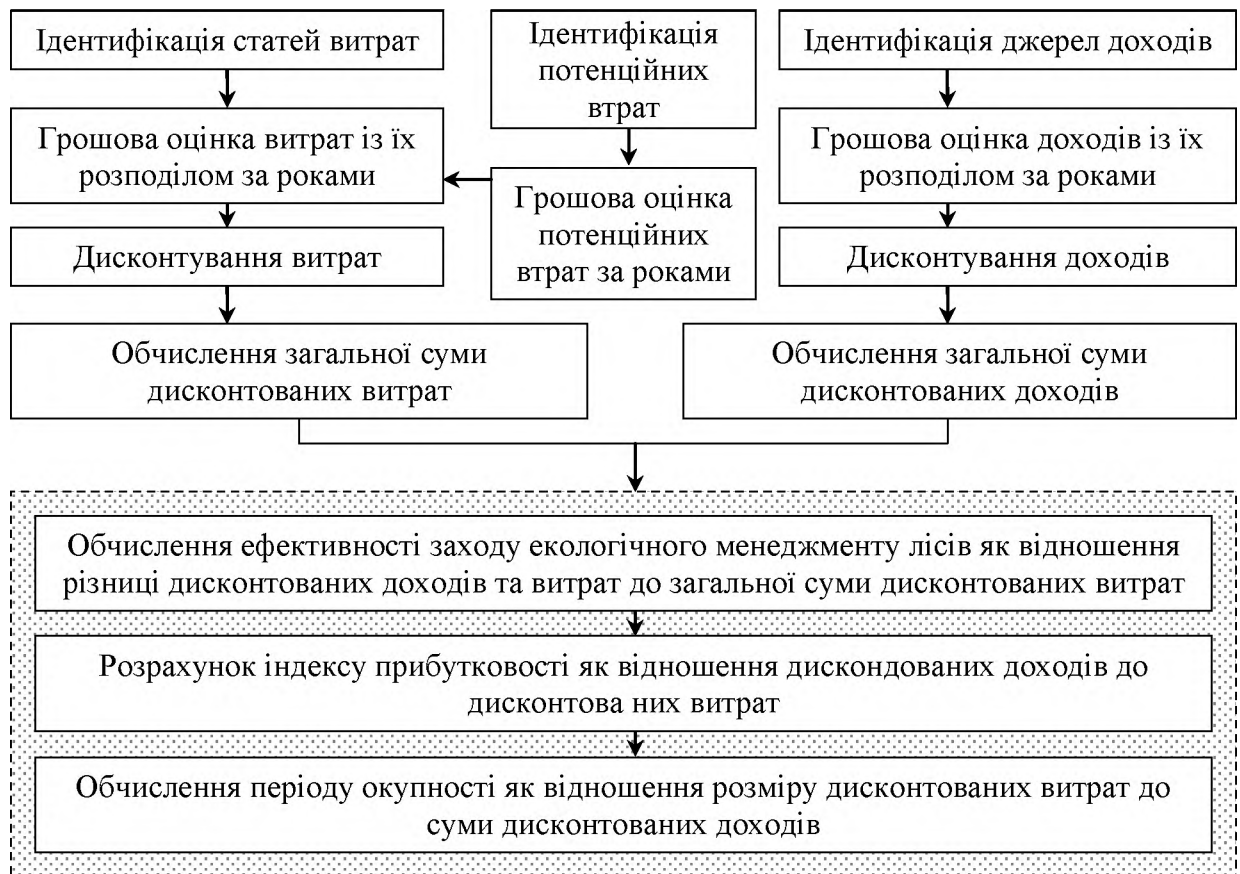 Ідентифікація статей витрат
Грошова оцінка витрат із їх
розподілом за роками
Дисконтування витрат
Обчислення загальної суми
дисконтованих витрат
Ідентифікація
потенційних
втрат
Грошова оцінка
потенційних
втрат за роками
Ідентифікація джерел доходів
Грошова оцінка доходів із їх
розподілом за роками
Дисконтування доходів
Обчислення загальної суми
дисконтованих доходів
Обчислення ефективності заходу екологічного менеджменту лісів як відношення
різниці дисконтованих доходів та витрат до загальної суми дисконтованих витрат
Розрахунок індексу прибутковості як відношення дискондованих доходів до
дисконтова них витрат
Обчислення періоду окупності як відношення розміру дисконтованих витрат до
суми дисконтованих доходів